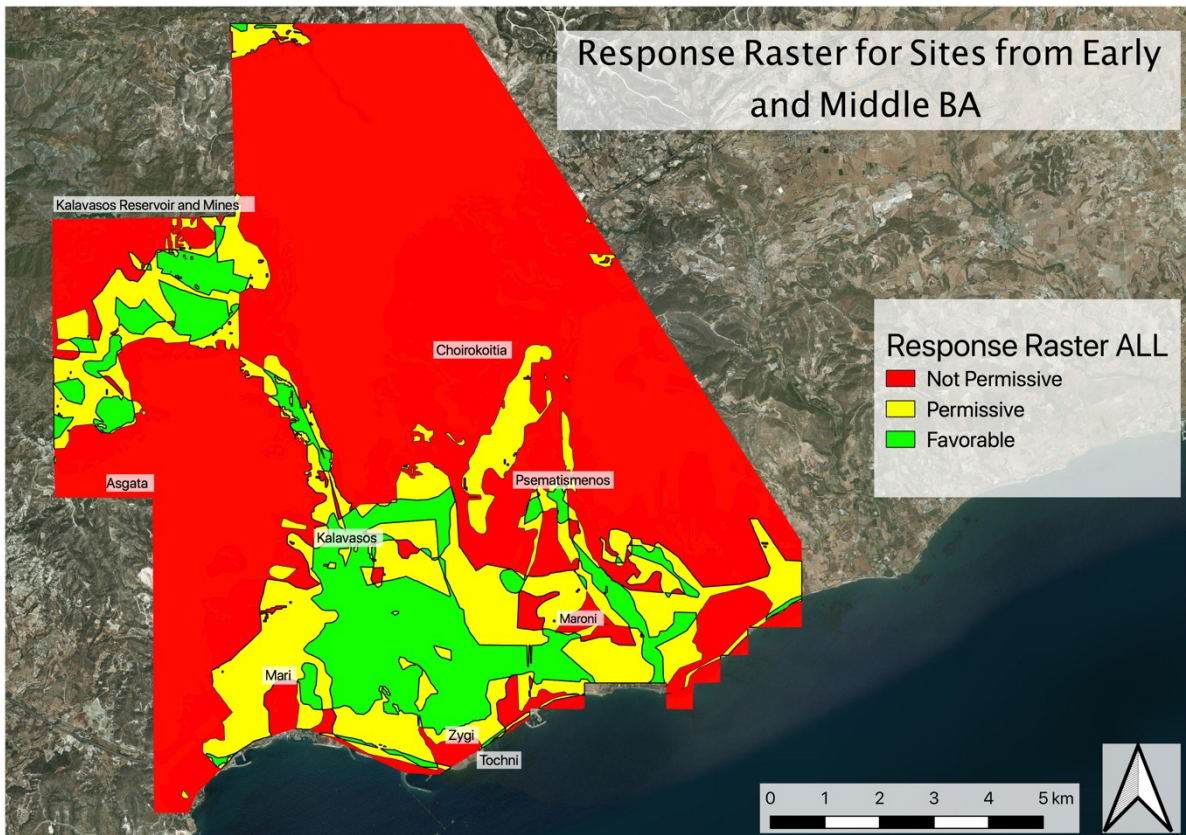 Response Raster for Sites from Early
and Middle BA
Kalavasos Reservoir and Mines
Choirokoitia
Response Raster ALL
Not Permissive
Permissive
Favorable
Asgata
Psematismenos
Kalavasos
Maroni
Mari
Zygi
Tochni
0 1 2 3 4 5 km